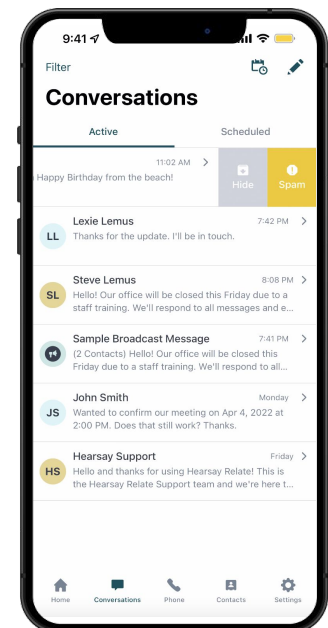 9:41
Filter
Conversations
Active Scheduled
11:02 AM
Happy Birthday from the beach!
Hide Spam
Lexie Lemus 7:42 PM
LL
Thanks for the update. I'll be in touch.
Steve Lemus 8:08 PM
SL
Hello! Our office will be closed this Friday due to a
staff training. We'll respond to all messages and e...
Sample Broadcast Message 7:41 PM
(2 Contacts) Hello! Our office will be closed this
Friday due to a staff training. We'll respond to all...
John Smith Monday
JS
Wanted to confirm our meeting on Apr 4, 2022 at
2:00 PM. Does that still work? Thanks.
Hearsay Support Friday
HS
Hello and thanks for using Hearsay Relate! This is
the Hearsay Relate Support team and we're here t...
Home Conversations Phone Contacts Settings